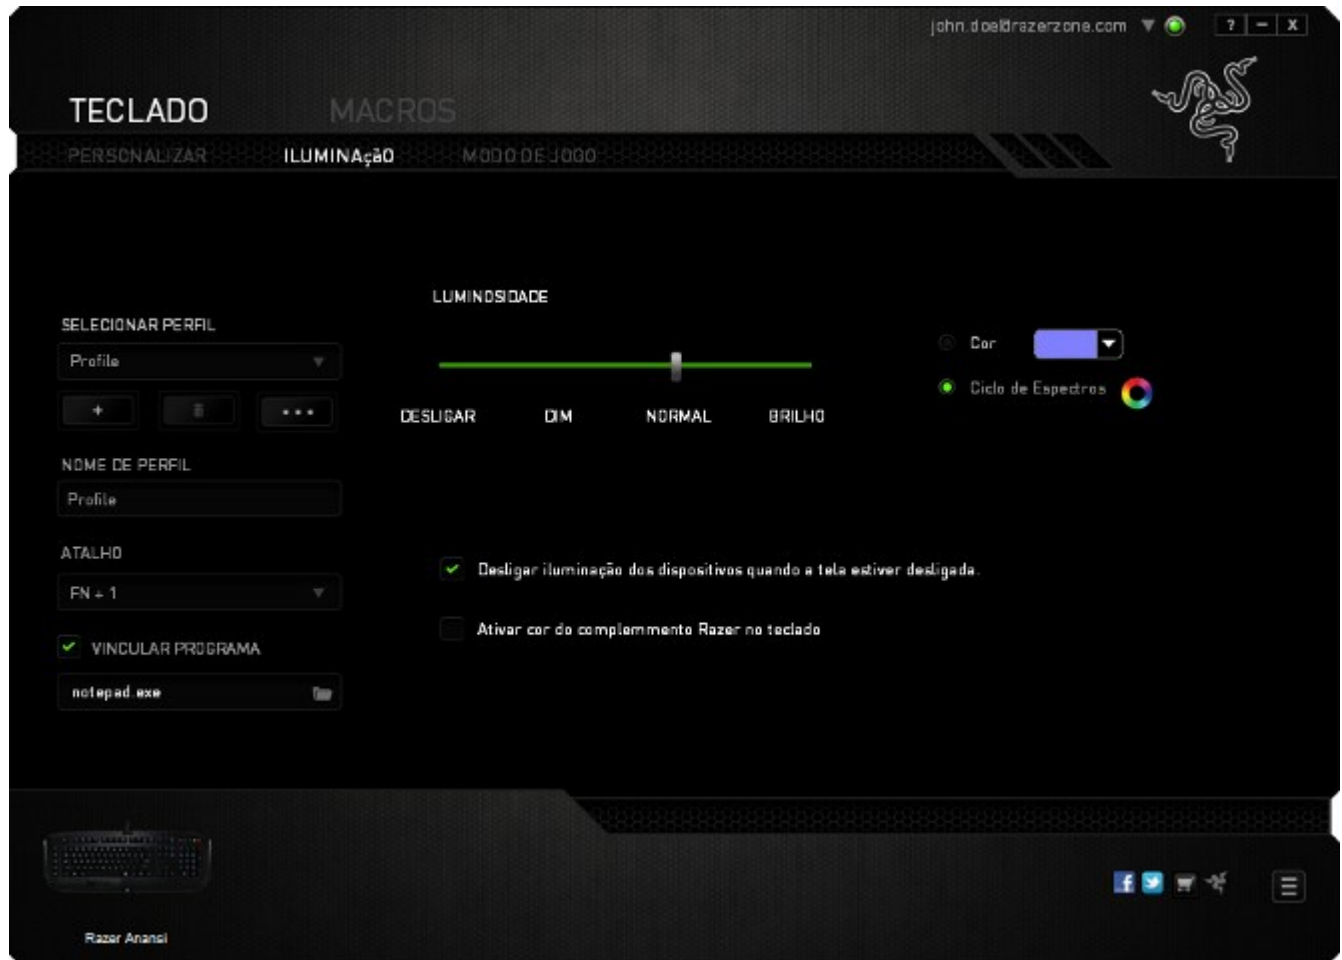 john.doe@razerzone.com
? – X
TECLADO MACROS
PERSONALIZAR ILUMINAçãO MODO DE JOGO
LUMINOSIDADE
SELECIONAR PERFIL
Profile
Cor
Ciclo de Espectros
+
DESLIGAR DIM NORMAL BRILHO
NOME DE PERFIL
Profile
ATALHO
FN + 1
Desligar iluminação dos dispositivos quando a tela estiver desligada.
Ativar cor do complemmento Razer no teclado
VINCULAR PROGRAMA
notepad.exe
Razer Anansi